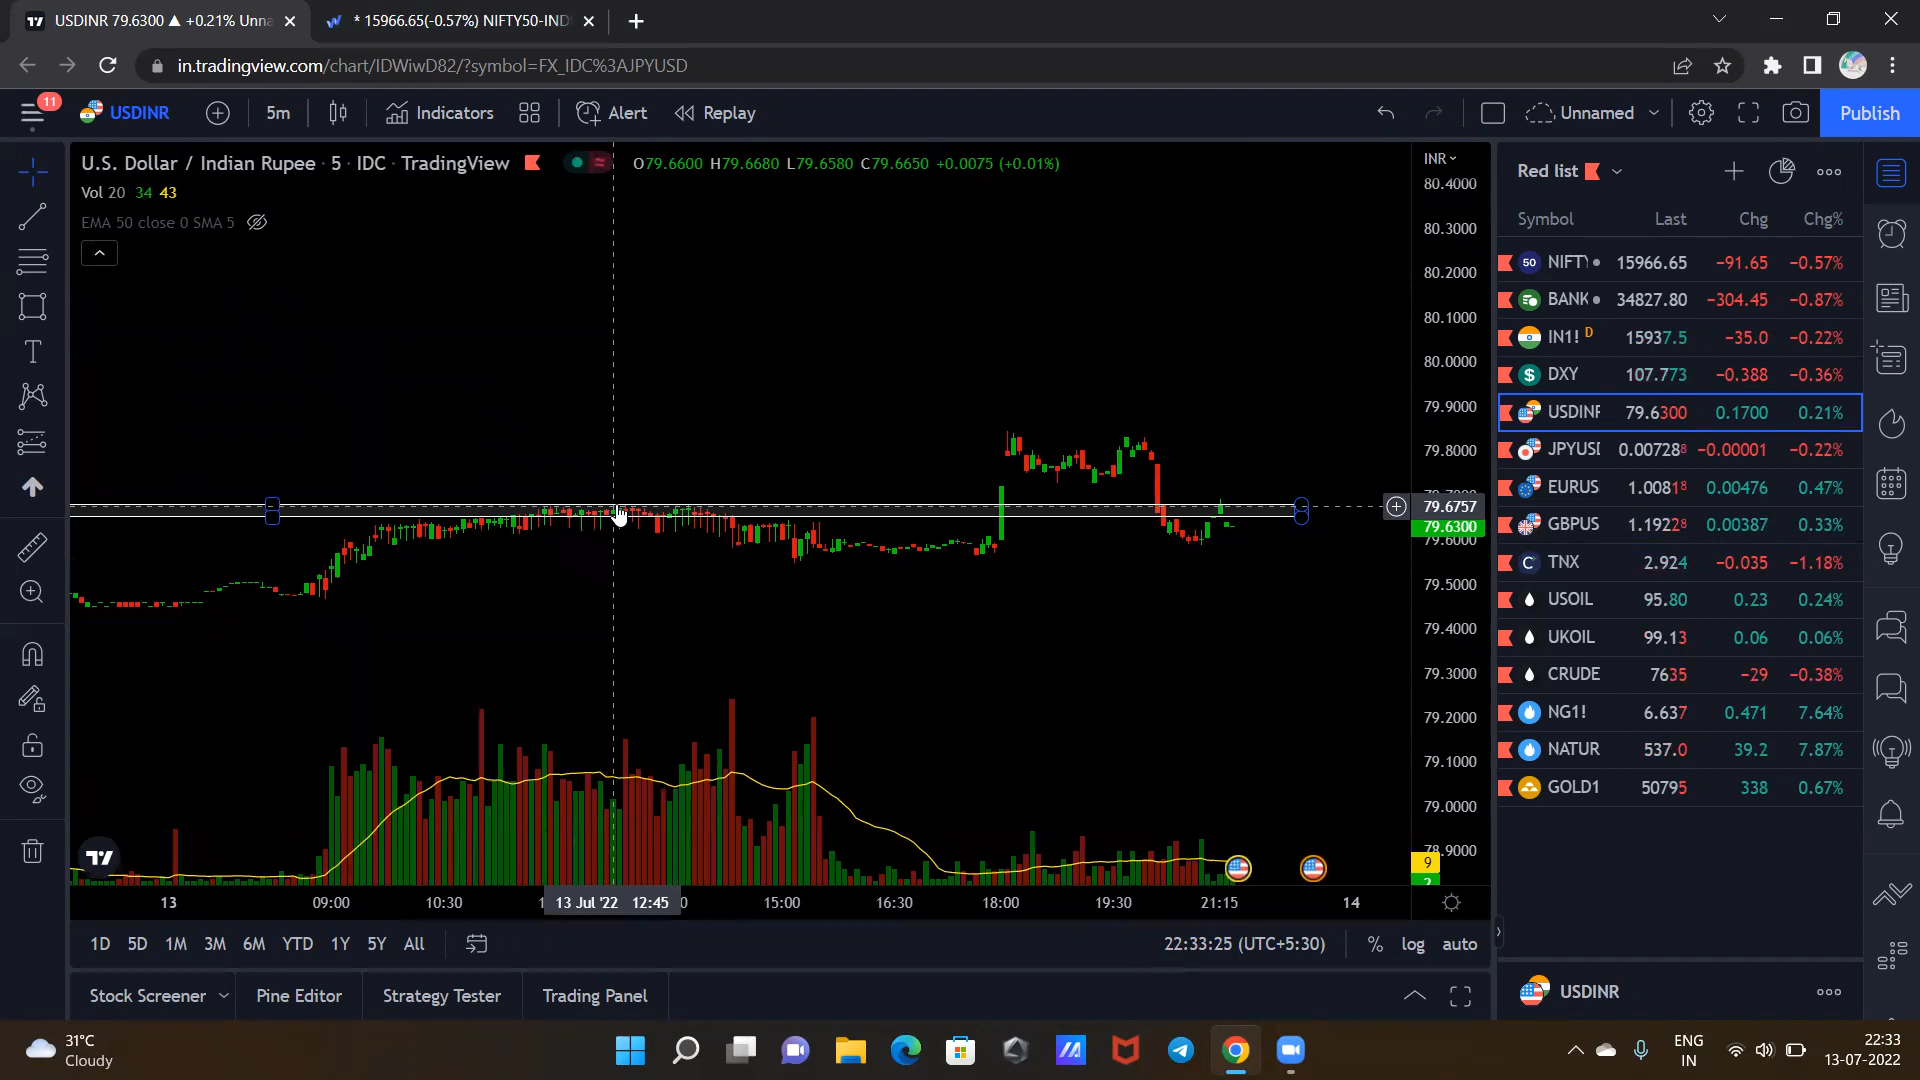 USDINR 79.6300 ▲ +0.21% Unna
* 15966.65(-0.57%) NIFTY50-IND
in.tradingview.com/chart/IDWiwD82/?symbol=FX_IDC%3AJPYUSD
11
USDINR
5m
Indicators
Alert
Replay
Unnamed
Publish
U.S. Dollar / Indian Rupee · 5 · IDC · TradingView
O79.6600 H79.6680 L79.6580 C79.6650 +0.0075 (+0.01%)
Vol 20 34 43
EMA 50 close 0 SMA 5
INR
80.4000
80.3000
80.2000
80.1000
80.0000
79.9000
79.8000
79.6757
79.6300
79.6000
79.5000
79.4000
79.3000
79.2000
79.1000
79.0000
78.9000
9
2
13
09:00
10:30
13 Jul '22 12:45
15:00
16:30
18:00
19:30
21:15
14
1D 5D 1M 3M 6M YTD 1Y 5Y All
22:33:25 (UTC+5:30)
% log auto
Stock Screener
Pine Editor
Strategy Tester
Trading Panel
Red list
Symbol Last Chg Chg%
50 NIFTY 15966.65 −91.65 −0.57%
BANK 34827.80 −304.45 −0.87%
IN1! D 15937.5 −35.0 −0.22%
DXY 107.773 −0.388 −0.36%
USDINR 79.6300 0.1700 0.21%
JPYUSD 0.007288 −0.00001 −0.22%
EURUS 1.00818 0.00476 0.47%
GBPUS 1.19228 0.00387 0.33%
TNX 2.924 −0.035 −1.18%
USOIL 95.80 0.23 0.24%
UKOIL 99.13 0.06 0.06%
CRUDE 7635 −29 −0.38%
NG1! 6.637 0.471 7.64%
NATUR 537.0 39.2 7.87%
GOLD1 50795 338 0.67%
USDINR
31°C
Cloudy
ENG
IN
22:33
13-07-2022